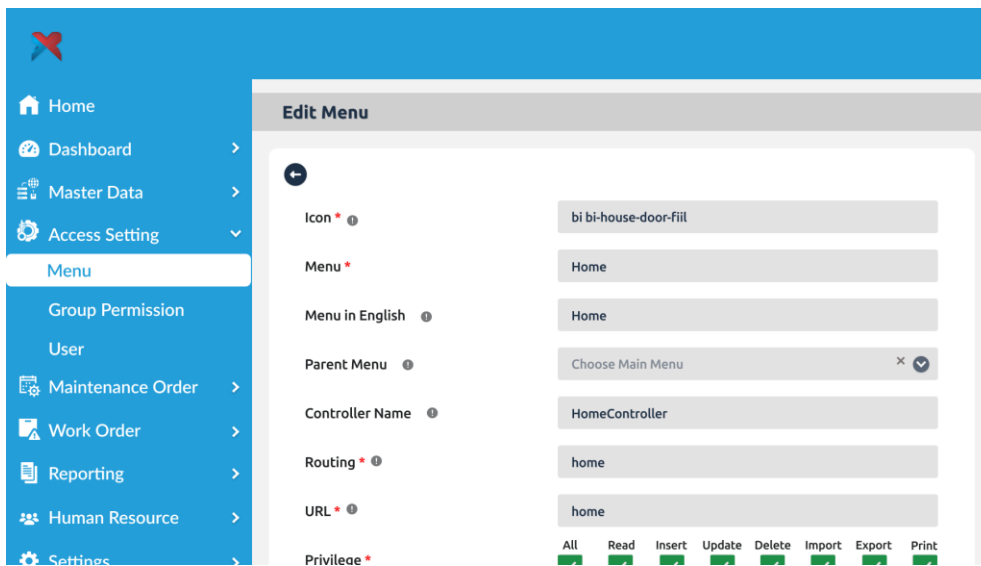 Home
Dashboard
Master Data
Access Setting
Menu
Group Permission
User
Maintenance Order
Work Order
Reporting
Human Resource
Settings
Edit Menu
Icon * bi bi-house-door-fiil
Menu * Home
Menu in English Home
Parent Menu Choose Main Menu
Controller Name HomeController
Routing * home
URL * home
All Read Insert Update Delete Import Export Print
Privilege *